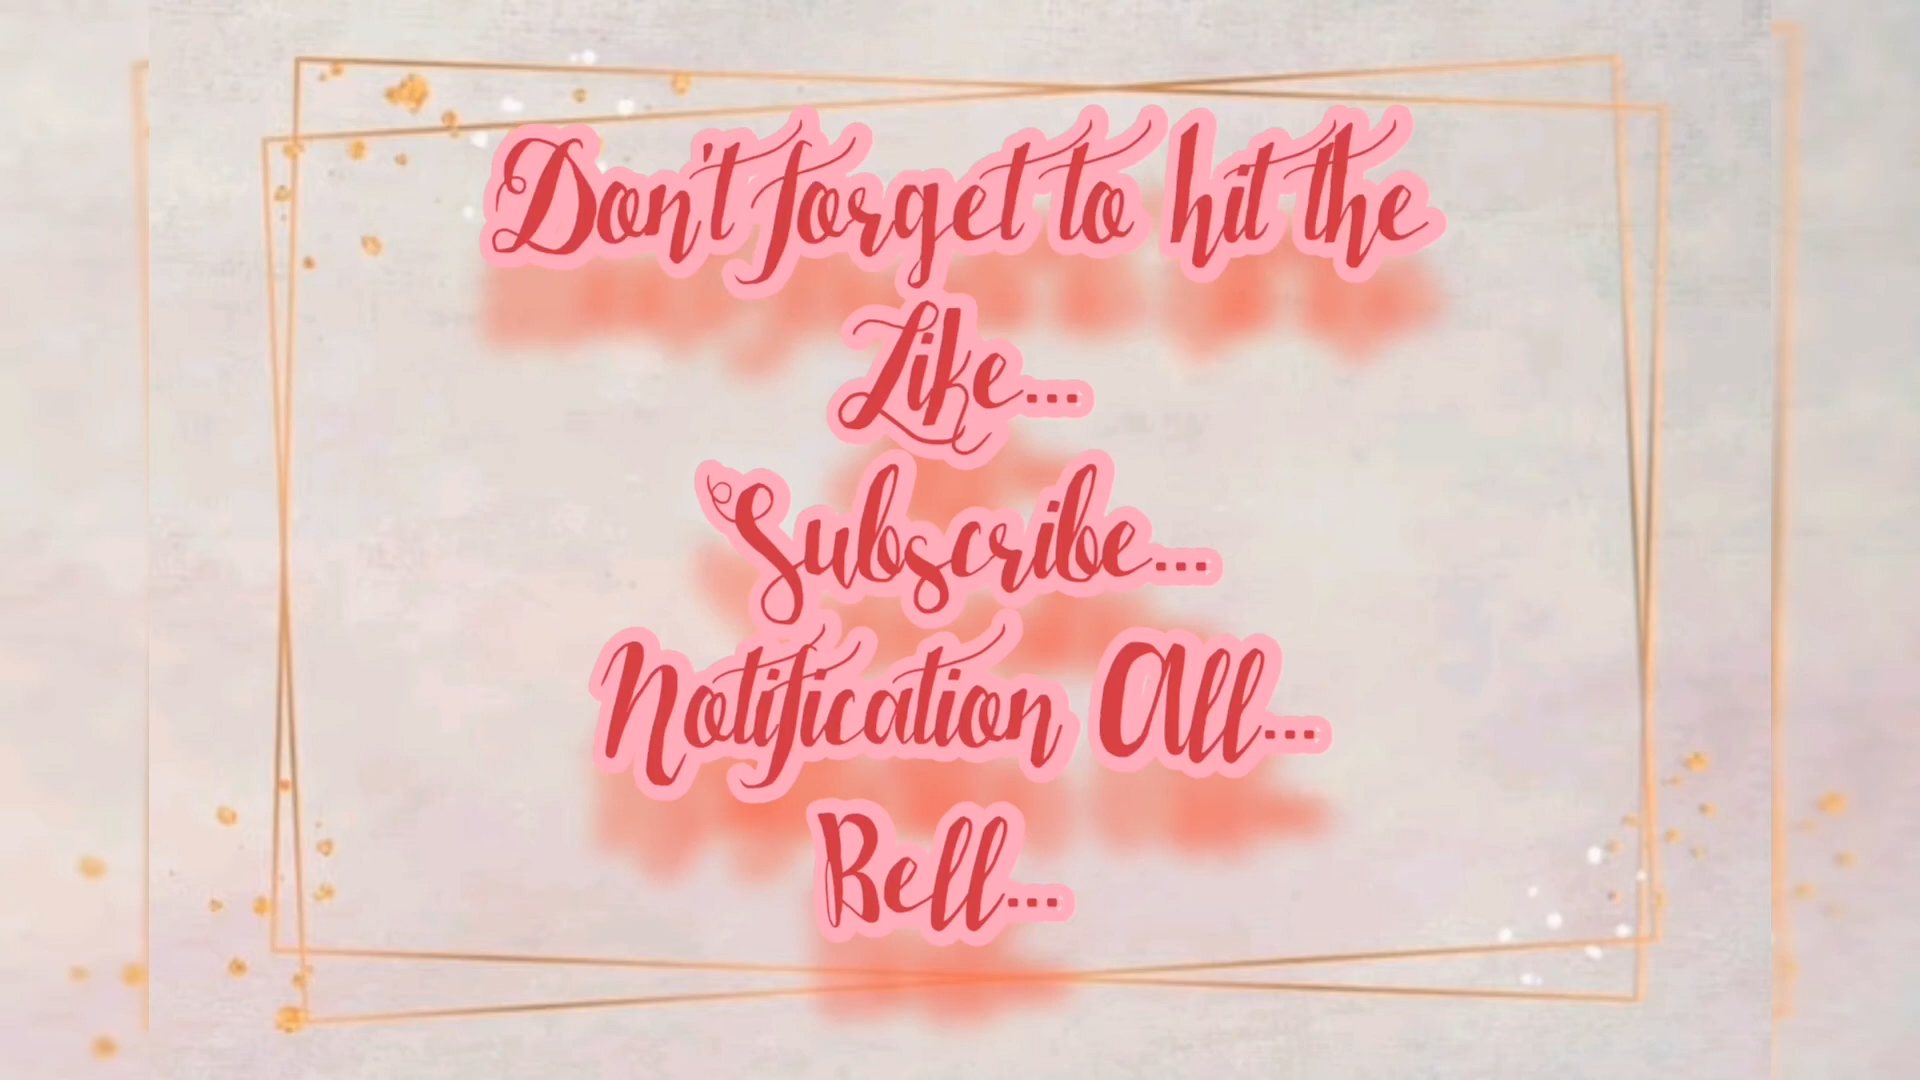 Don't forget to hit the
Like...
Subscribe...
Notification All...
Bell...